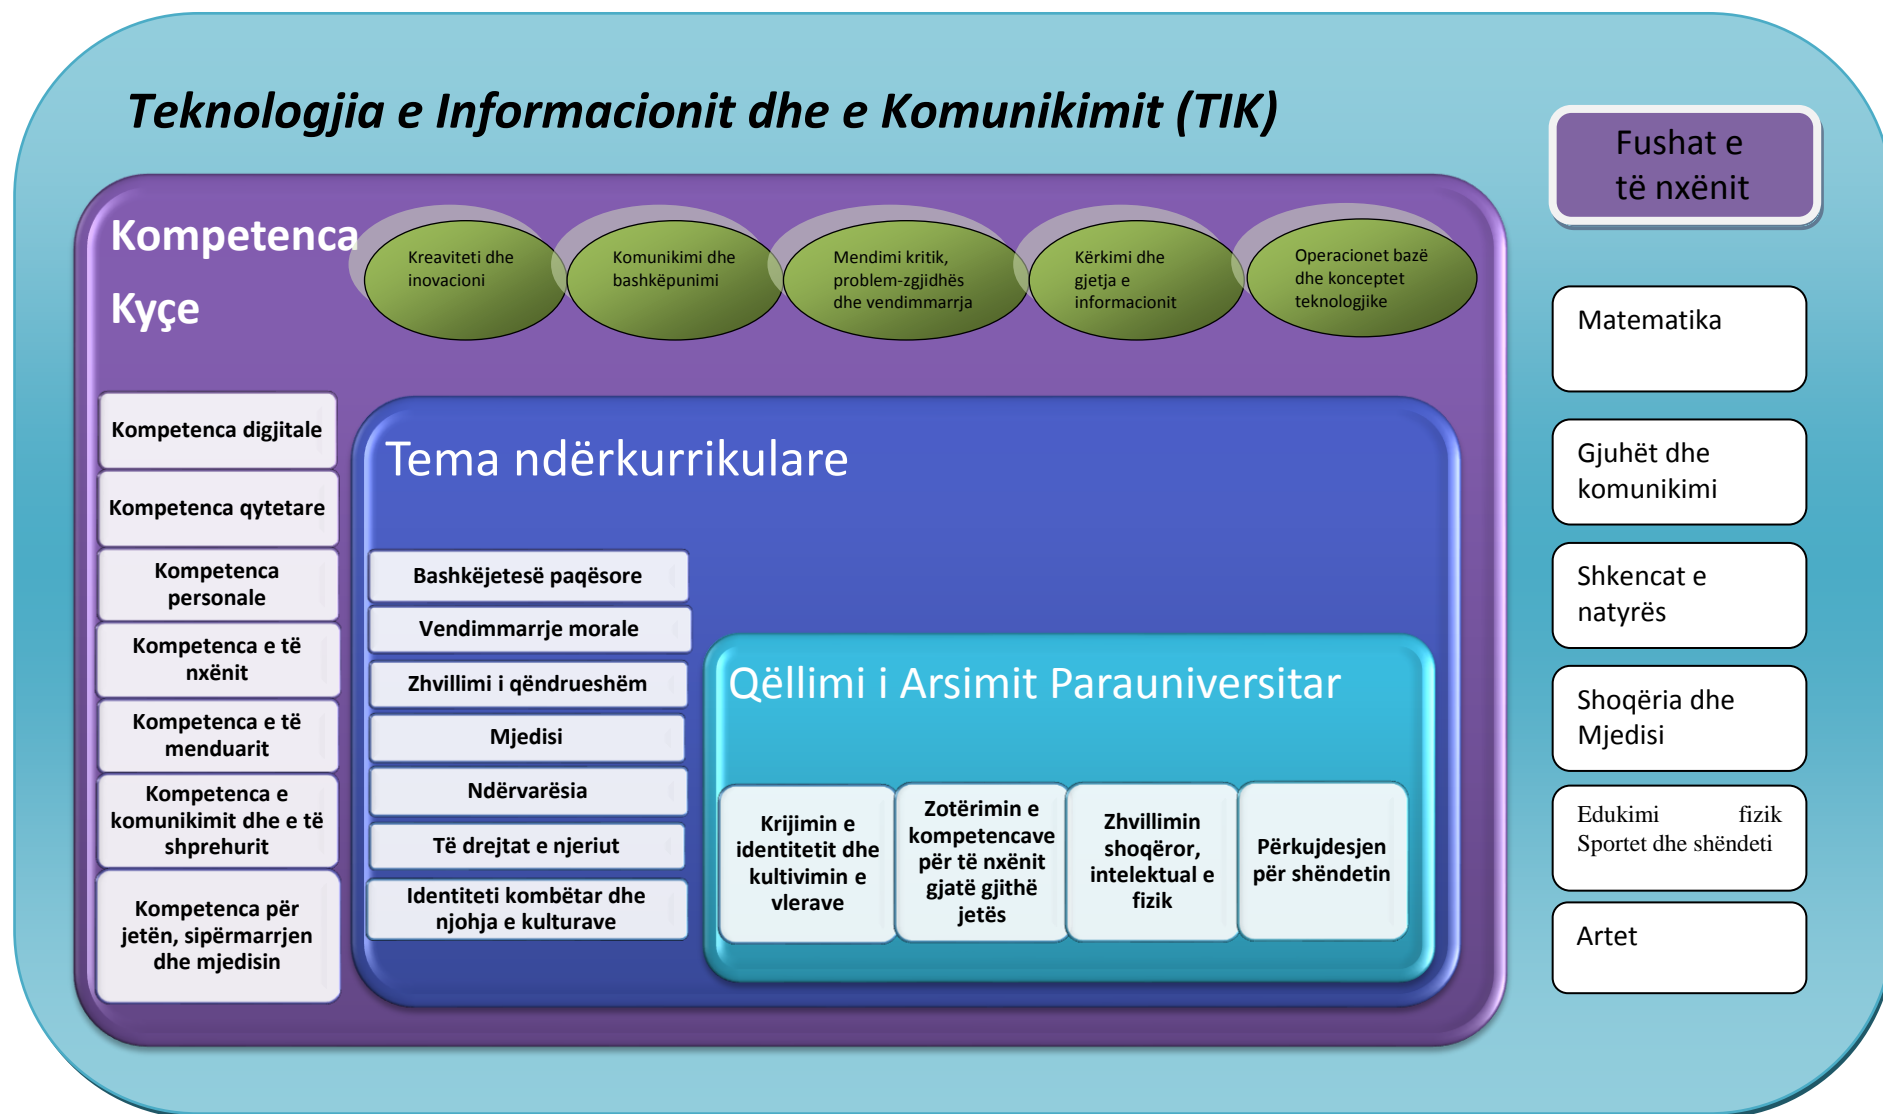 Teknologjia e Informacionit dhe e Komunikimit (TIK)
Fushat e
të nxënit
Kompetenca
Kyçe
Kreaviteti dhe
inovacioni
Komunikimi dhe
bashkëpunimi
Mendimi kritik,
problem-zgjidhës
dhe vendimmarrja
Kërkimi dhe
gjetja e
informacionit
Operacionet bazë
dhe konceptet
teknologjike
Kompetenca digjitale
Kompetenca qytetare
Kompetenca
personale
Kompetenca e të
nxënit
Kompetenca e të
menduarit
Kompetenca e
komunikimit dhe e të
shprehurit
Kompetenca për
jetën, sipërmarrjen
dhe mjedisin
Tema ndërkurrikulare
Bashkëjetesë paqësore
Vendimmarrje morale
Zhvillimi i qëndrueshëm
Mjedisi
Ndërvarësia
Të drejtat e njeriut
Identiteti kombëtar dhe
njohja e kulturave
Qëllimi i Arsimit Parauniversitar
Krijimin e
identitetit dhe
kultivimin e
vlerave
Zotërimin e
kompetencave
për të nxënit
gjatë gjithë
jetës
Zhvillimin
shoqëror,
intelektual e
fizik
Përkujdesjen
për shëndetin
Matematika
Gjuhët dhe
komunikimi
Shkencat e
natyrës
Shoqëria dhe
Mjedisi
Edukimi fizik
Sportet dhe shëndeti
Artet